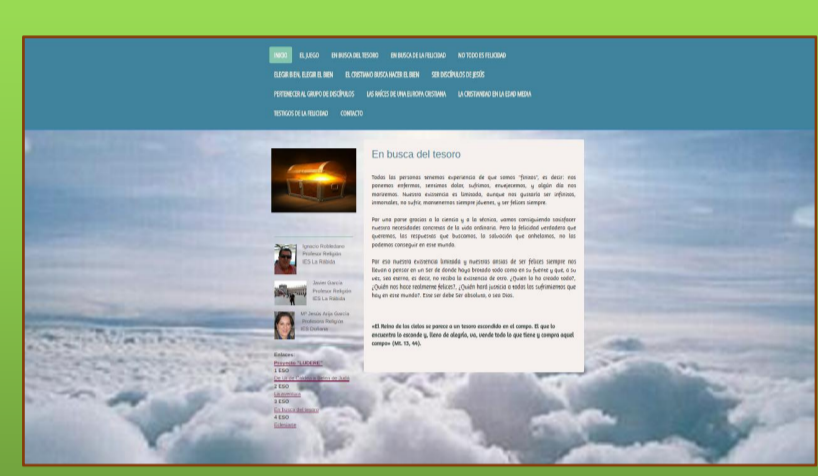 INICIO EL JUEGO EN BUSCA DEL TESORO EN BUSCA DE LA FELICIDAD NO TODO ES FELICIDAD
ELEGIR BIEN, ELEGIR EL BIEN EL CRISTIANO BUSCA HACER EL BIEN SER DISCÍPULOS DE JESÚS
PERTENECER AL GRUPO DE DISCÍPULOS LAS RAÍCES DE UNA EUROPA CRISTIANA LA CRISTIANDAD EN LA EDAD MEDIA
TESTIGOS DE LA FELICIDAD CONTACTO
En busca del tesoro
Todas las personas tenemos experiencia de que somos "finitos", es decir: nos
ponemos enfermos, sentimos dolor, sufrimos, envejecemos, y algún día nos
moriremos. Nuestra existencia es limitada, aunque nos gustaría ser infinitos,
inmortales, no sufrir, mantenernos siempre jóvenes, y ser felices siempre.
Por una parte gracias a la ciencia y a la técnica, vamos consiguiendo satisfacer
nuestra necesidades concretas de la vida ordinaria. Pero la felicidad verdadera que
queremos, las respuestas que buscamos, la salvación que anhelamos, no las
podemos conseguir en este mundo.
Por eso nuestra existencia limitada y nuestras ansias de ser felices siempre nos
llevan a pensar en un Ser de donde haya brotado todo como en su fuente y que, a su
vez, sea eterno, es decir, no reciba la existencia de otro. ¿Quién lo ha creado todo?,
¿Quién nos hace realmente felices?, ¿Quién hará justicia a todos los sufrimientos que
hay en este mundo?. Ese ser debe Ser absoluto, o sea Dios.
«El Reino de los cielos se parece a un tesoro escondido en el campo. El que lo
encuentra lo esconde y, lleno de alegría, va, vende todo lo que tiene y compra aquel
campo» (Mt. 13, 44).
Ignacio
Profesor Religión
IES La Rábida
Javier García
Profesor Religión
IES La Rábida
Mª Jesús García
Profesora Religión
IES
Enlaces
Proyecto "LUCERE"
1 ESO
2 ESO
3 ESO
En busca del tesoro
4 ESO